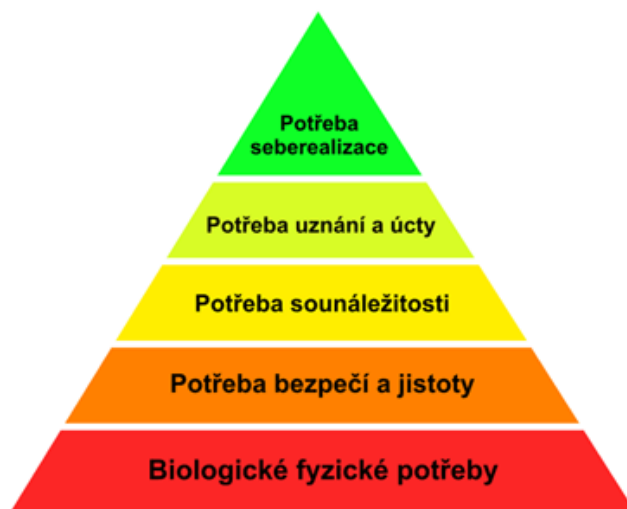 Potřeba
seberealizace
Potřeba uznání a úcty
Potřeba sounáležitosti
Potřeba bezpečí a jistoty
Biologické fyzické potřeby